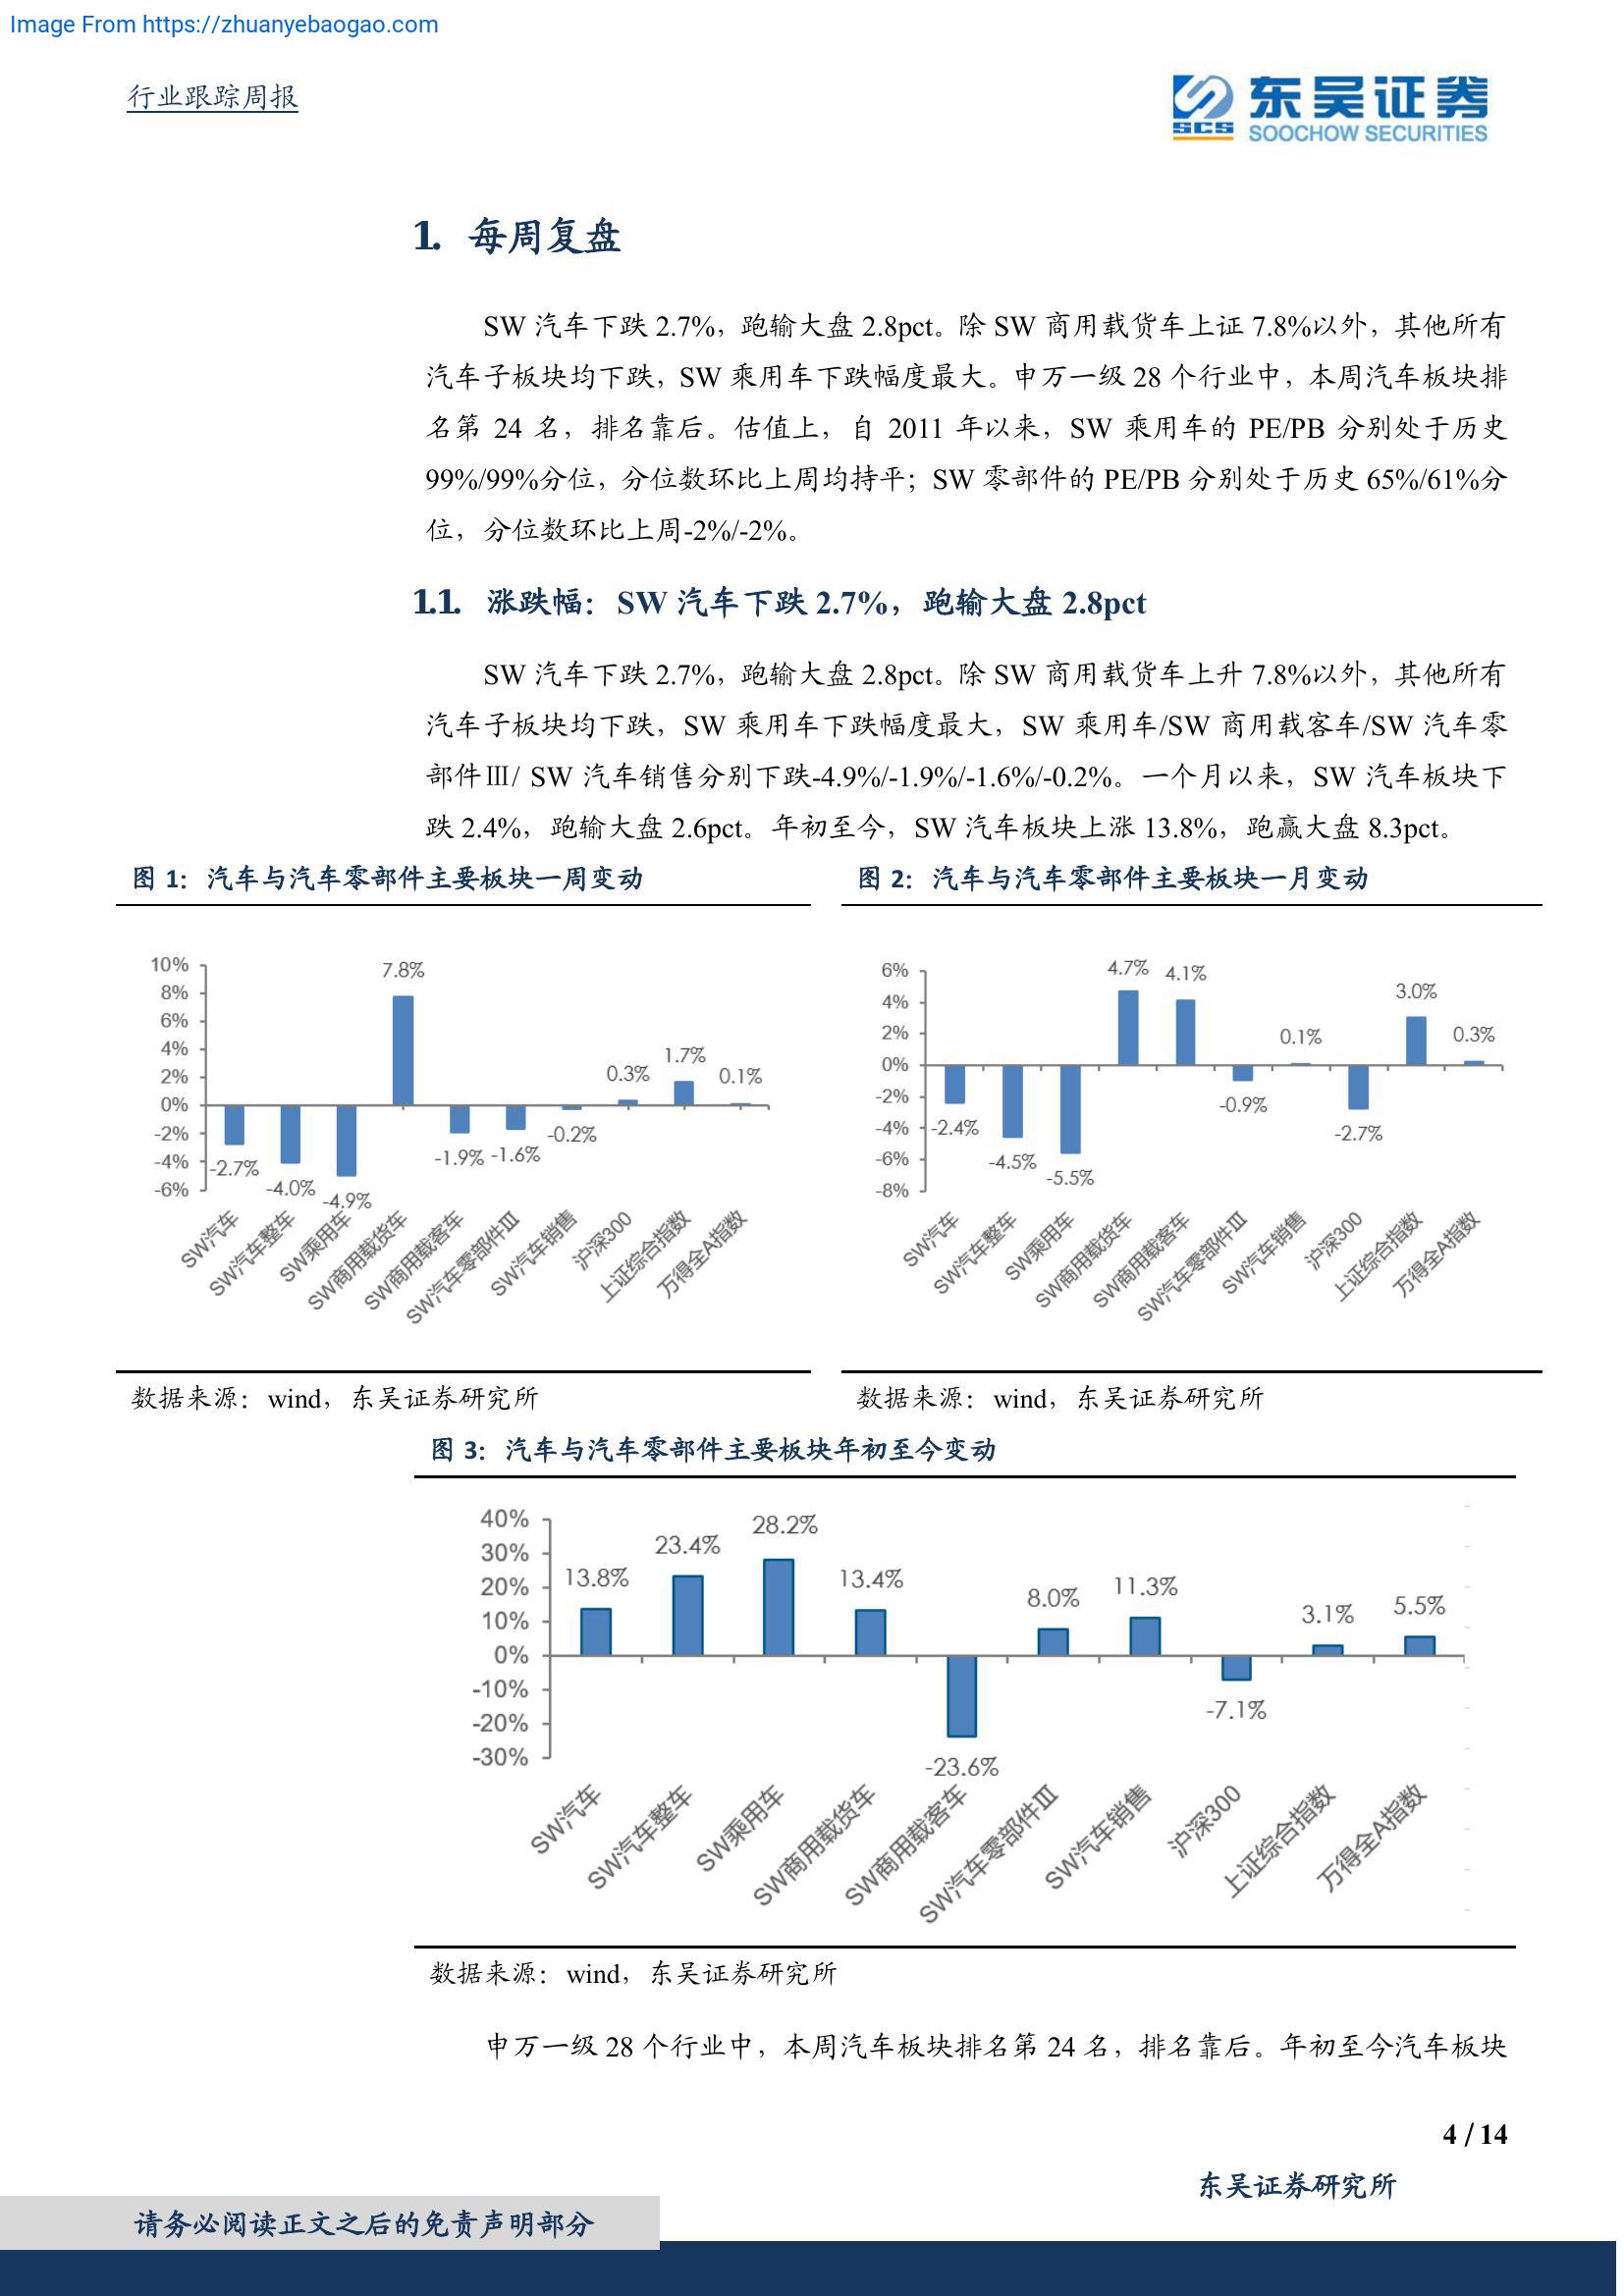 Image From https://zhuanyebaogao.com
行业跟踪周报
SCS
东吴证券
SOOCHOW SECURITIES
1. 每周复盘
SW 汽车下跌 2.7%，跑输大盘 2.8pct。除 SW 商用载货车上证 7.8%以外，其他所有
汽车子板块均下跌，SW 乘用车下跌幅度最大。申万一级 28 个行业中，本周汽车板块排
名第 24 名，排名靠后。估值上，自 2011 年以来，SW 乘用车的 PE/PB 分别处于历史
99%/99%分位，分位数环比上周均持平；SW 零部件的 PE/PB 分别处于历史 65%/61%分
位，分位数环比上周-2%/-2%。
1.1. 涨跌幅：SW 汽车下跌 2.7%，跑输大盘 2.8pct
SW 汽车下跌 2.7%，跑输大盘 2.8pct。除 SW 商用载货车上升 7.8%以外，其他所有
汽车子板块均下跌，SW 乘用车下跌幅度最大，SW 乘用车/SW 商用载客车/SW 汽车零
部件Ⅲ/ SW 汽车销售分别下跌-4.9%/-1.9%/-1.6%/-0.2%。一个月以来，SW 汽车板块下
跌 2.4%，跑输大盘 2.6pct。年初至今，SW 汽车板块上涨 13.8%，跑赢大盘 8.3pct。
图 1：汽车与汽车零部件主要板块一周变动
10%
8%
6%
4%
2%
0%
-2%
-4%
-6%
-2.7%
-4.0%
-4.9%
7.8%
-1.9%
-1.6%
-0.2%
0.3%
1.7%
0.1%
SW汽车
SW汽车整车
SW乘用车
SW商用载货车
SW商用载客车
SW汽车零部件Ⅲ
SW汽车销售
沪深300
上证综合指数
万得全A指数
数据来源：wind，东吴证券研究所
图 2：汽车与汽车零部件主要板块一月变动
6%
4%
2%
0%
-2%
-4%
-6%
-8%
-2.4%
-4.5%
-5.5%
4.7%
4.1%
-0.9%
0.1%
-2.7%
3.0%
0.3%
SW汽车
SW汽车整车
SW乘用车
SW商用载货车
SW商用载客车
SW汽车零部件Ⅲ
SW汽车销售
沪深300
上证综合指数
万得全A指数
数据来源：wind，东吴证券研究所
图 3：汽车与汽车零部件主要板块年初至今变动
40%
30%
20%
10%
0%
-10%
-20%
-30%
13.8%
23.4%
28.2%
13.4%
-23.6%
8.0%
11.3%
-7.1%
3.1%
5.5%
SW汽车
SW汽车整车
SW乘用车
SW商用载货车
SW商用载客车
SW汽车零部件Ⅲ
SW汽车销售
沪深300
上证综合指数
万得全A指数
数据来源：wind，东吴证券研究所
申万一级 28 个行业中，本周汽车板块排名第 24 名，排名靠后。年初至今汽车板块
4 / 14
东吴证券研究所
请务必阅读正文之后的免责声明部分